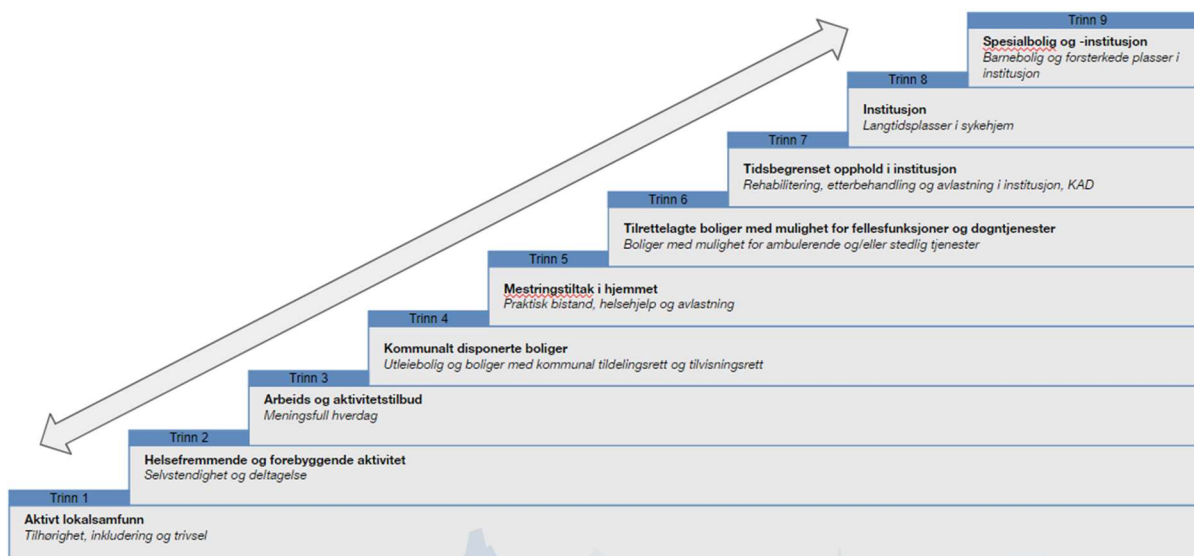 Trinn 9
Spesialbolig og -institusjon
Barnebolig og forsterkede plasser i
institusjon
Trinn 8
Institusjon
Langtidsplasser i sykehjem
Trinn 7
Tidsbegrenset opphold i institusjon
Rehabilitering, etterbehandling og avlastning i institusjon, KAD
Trinn 6
Tilrettelagte boliger med mulighet for fellesfunksjoner og døgntjenester
Boliger med mulighet for ambulerende og/eller stedlig tjenester
Trinn 5
Mestringstiltak i hjemmet
Praktisk bistand, helsehjelp og avlastning
Trinn 4
Kommunalt disponerte boliger
Utleiebolig og boliger med kommunal tildelingsrett og tilvisningsrett
Trinn 3
Arbeids og aktivitetstilbud
Meningsfull hverdag
Trinn 2
Helsefremmende og forebyggende aktivitet
Selvstendighet og deltagelse
Trinn 1
Aktivt lokalsamfunn
Tilhørighet, inkludering og trivsel